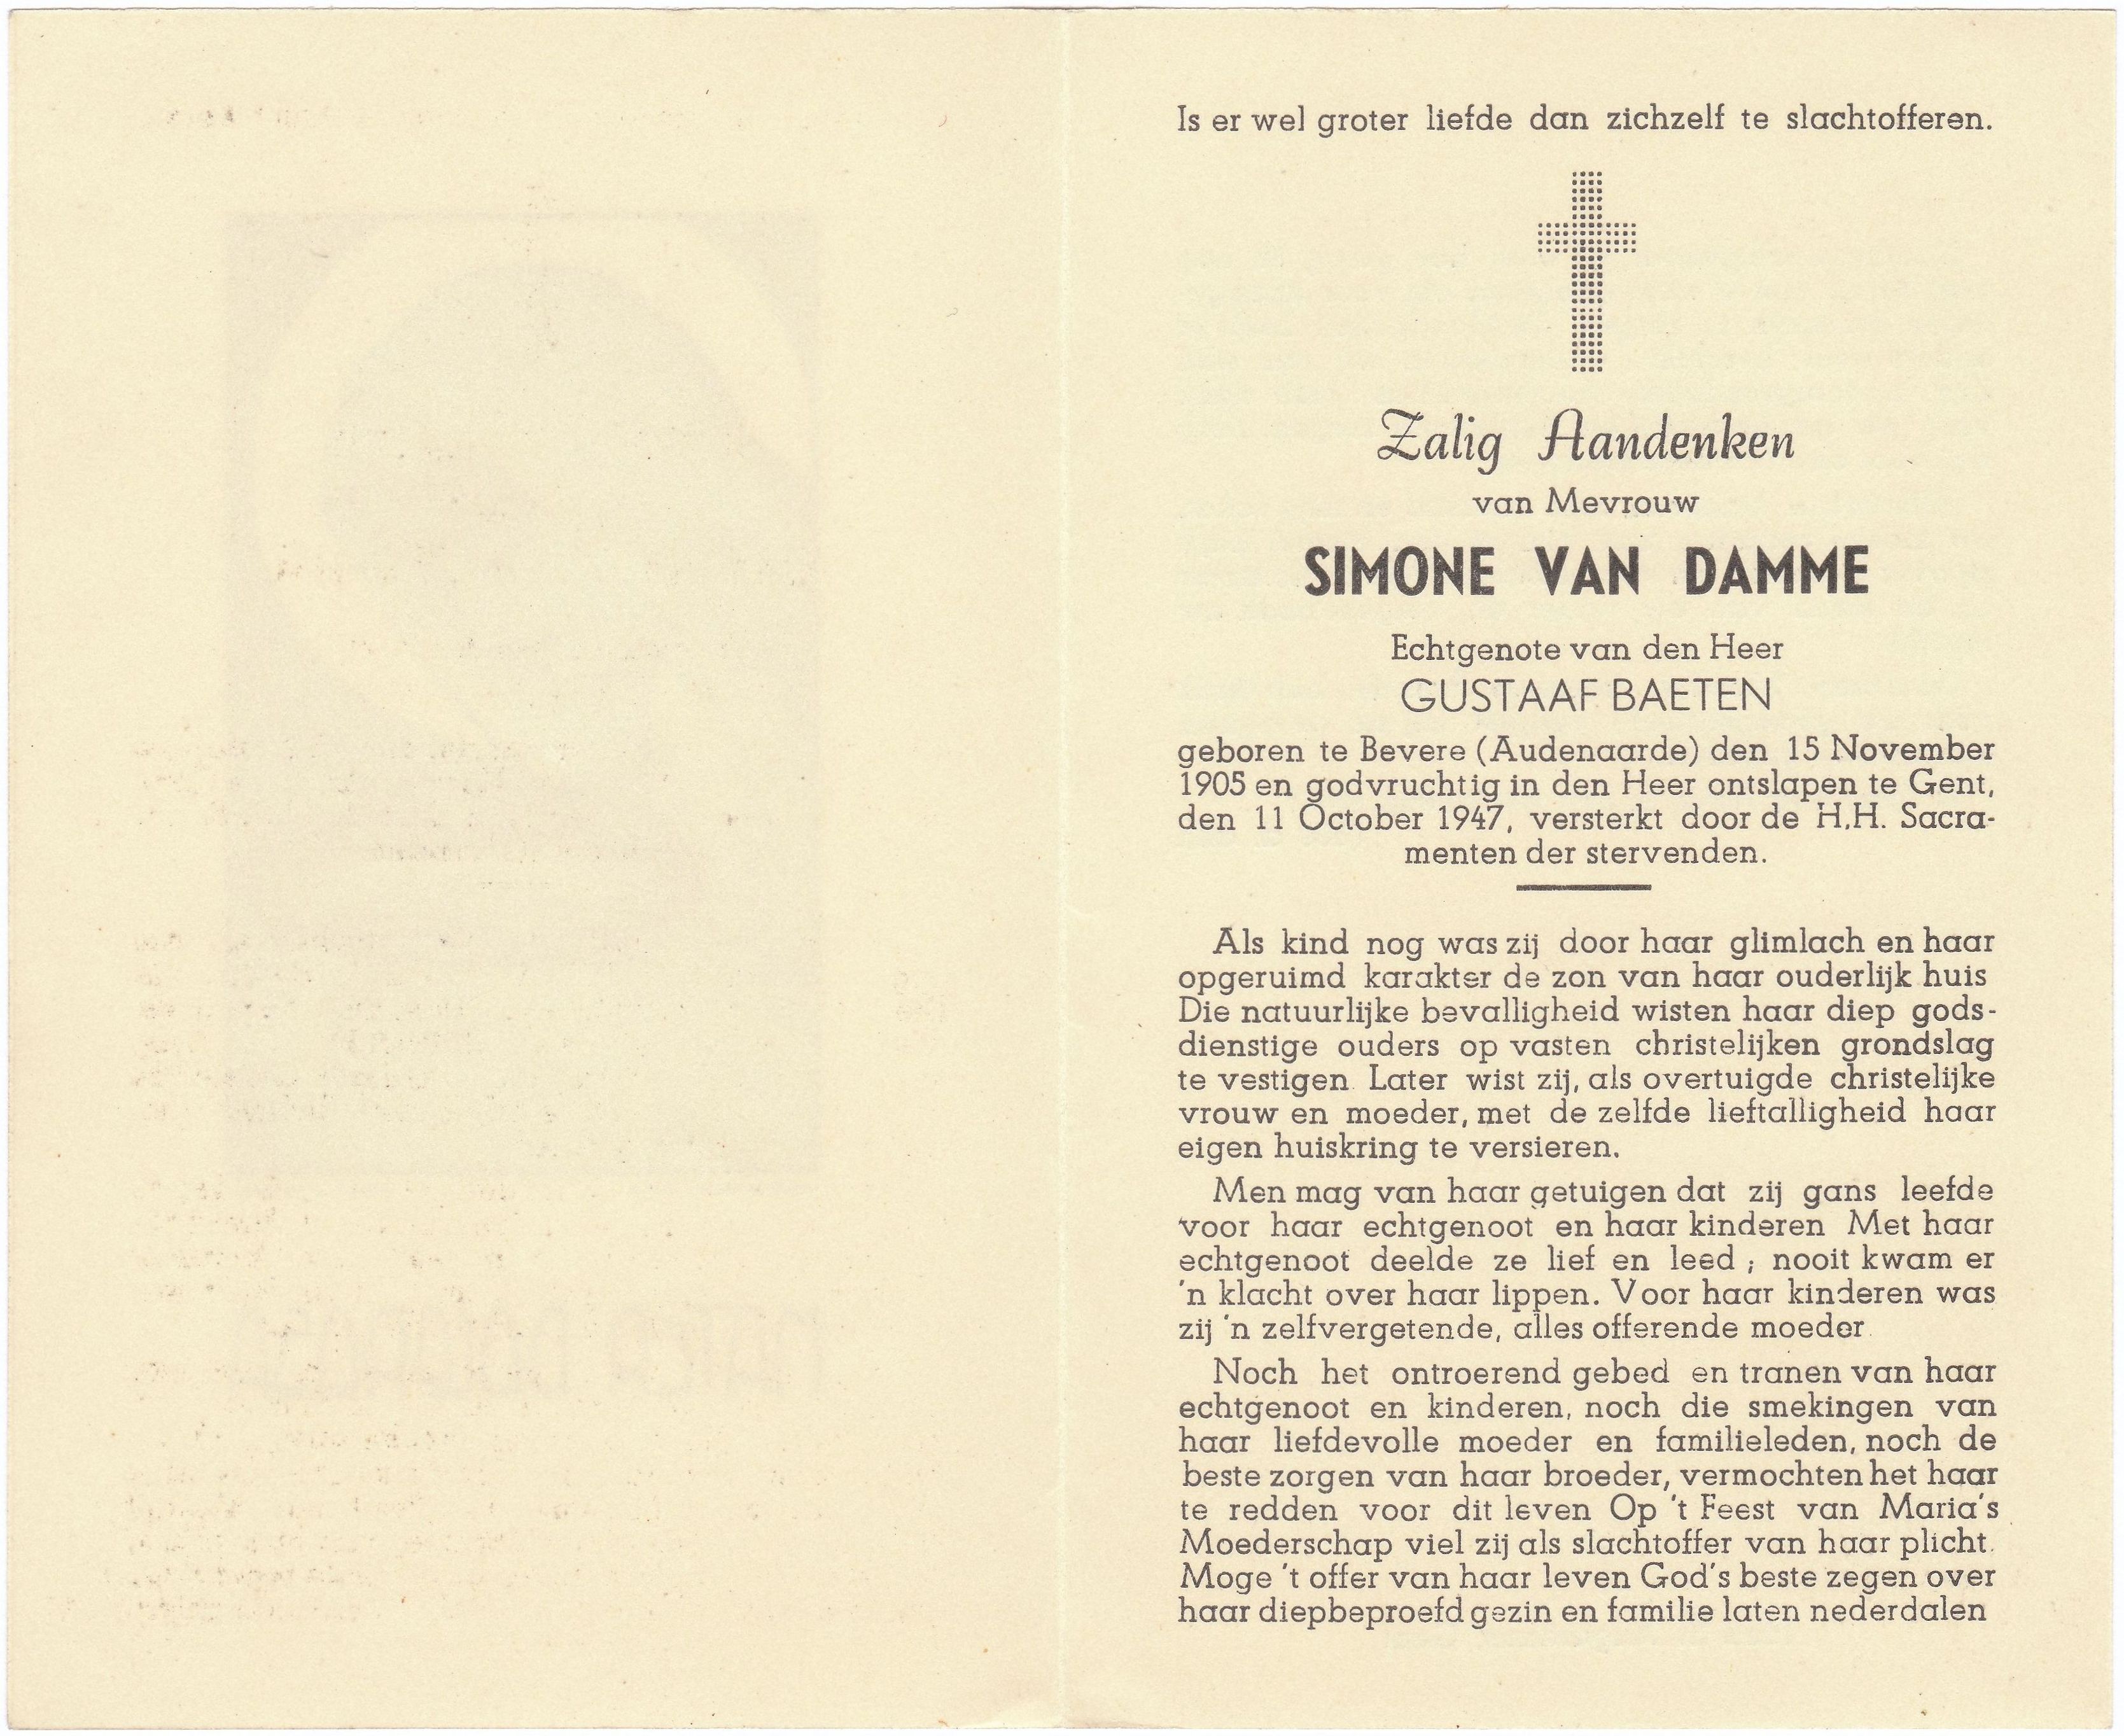 Is er wel groter liefde dan zichzelf te slachtofferen.
Zalig Aandenken
van Mevrouw
SIMONE VAN DAMME
Echtgenote van den Heer
GUSTAAF BAETEN
geboren te Bevere (Audenaarde) den 15 November
1905 en godvruchtig in den Heer ontslapen te Gent,
den 11 October 1947, versterkt door de H.H. Sacra-
menten der stervenden.
Als kind nog was zij door haar glimlach en haar
opgeruimd karakter de zon van haar ouderlijk huis
Die natuurlijke bevalligheid wisten haar diep gods-
dienstige ouders op vasten christelijken grondslag
te vestigen. Later wist zij, als overtuigde christelijke
vrouw en moeder, met de zelfde lieftalligheid haar
eigen huiskring te versieren.
Men mag van haar getuigen dat zij gans leefde
voor haar echtgenoot en haar kinderen Met haar
echtgenoot deelde ze lief en leed ; nooit kwam er
'n klacht over haar lippen. Voor haar kinderen was
zij 'n zelfvergetende, alles offerende moeder.
Noch het ontroerend gebed en tranen van haar
echtgenoot en kinderen, noch die smekingen van
haar liefdevolle moeder en familieleden, noch de
beste zorgen van haar broeder, vermochten het haar
te redden voor dit leven Op 't Feest van Maria's
Moederschap viel zij als slachtoffer van haar plicht.
Moge 't offer van haar leven God's beste zegen over
haar diepbeproefd gezin en familie laten nederdalen